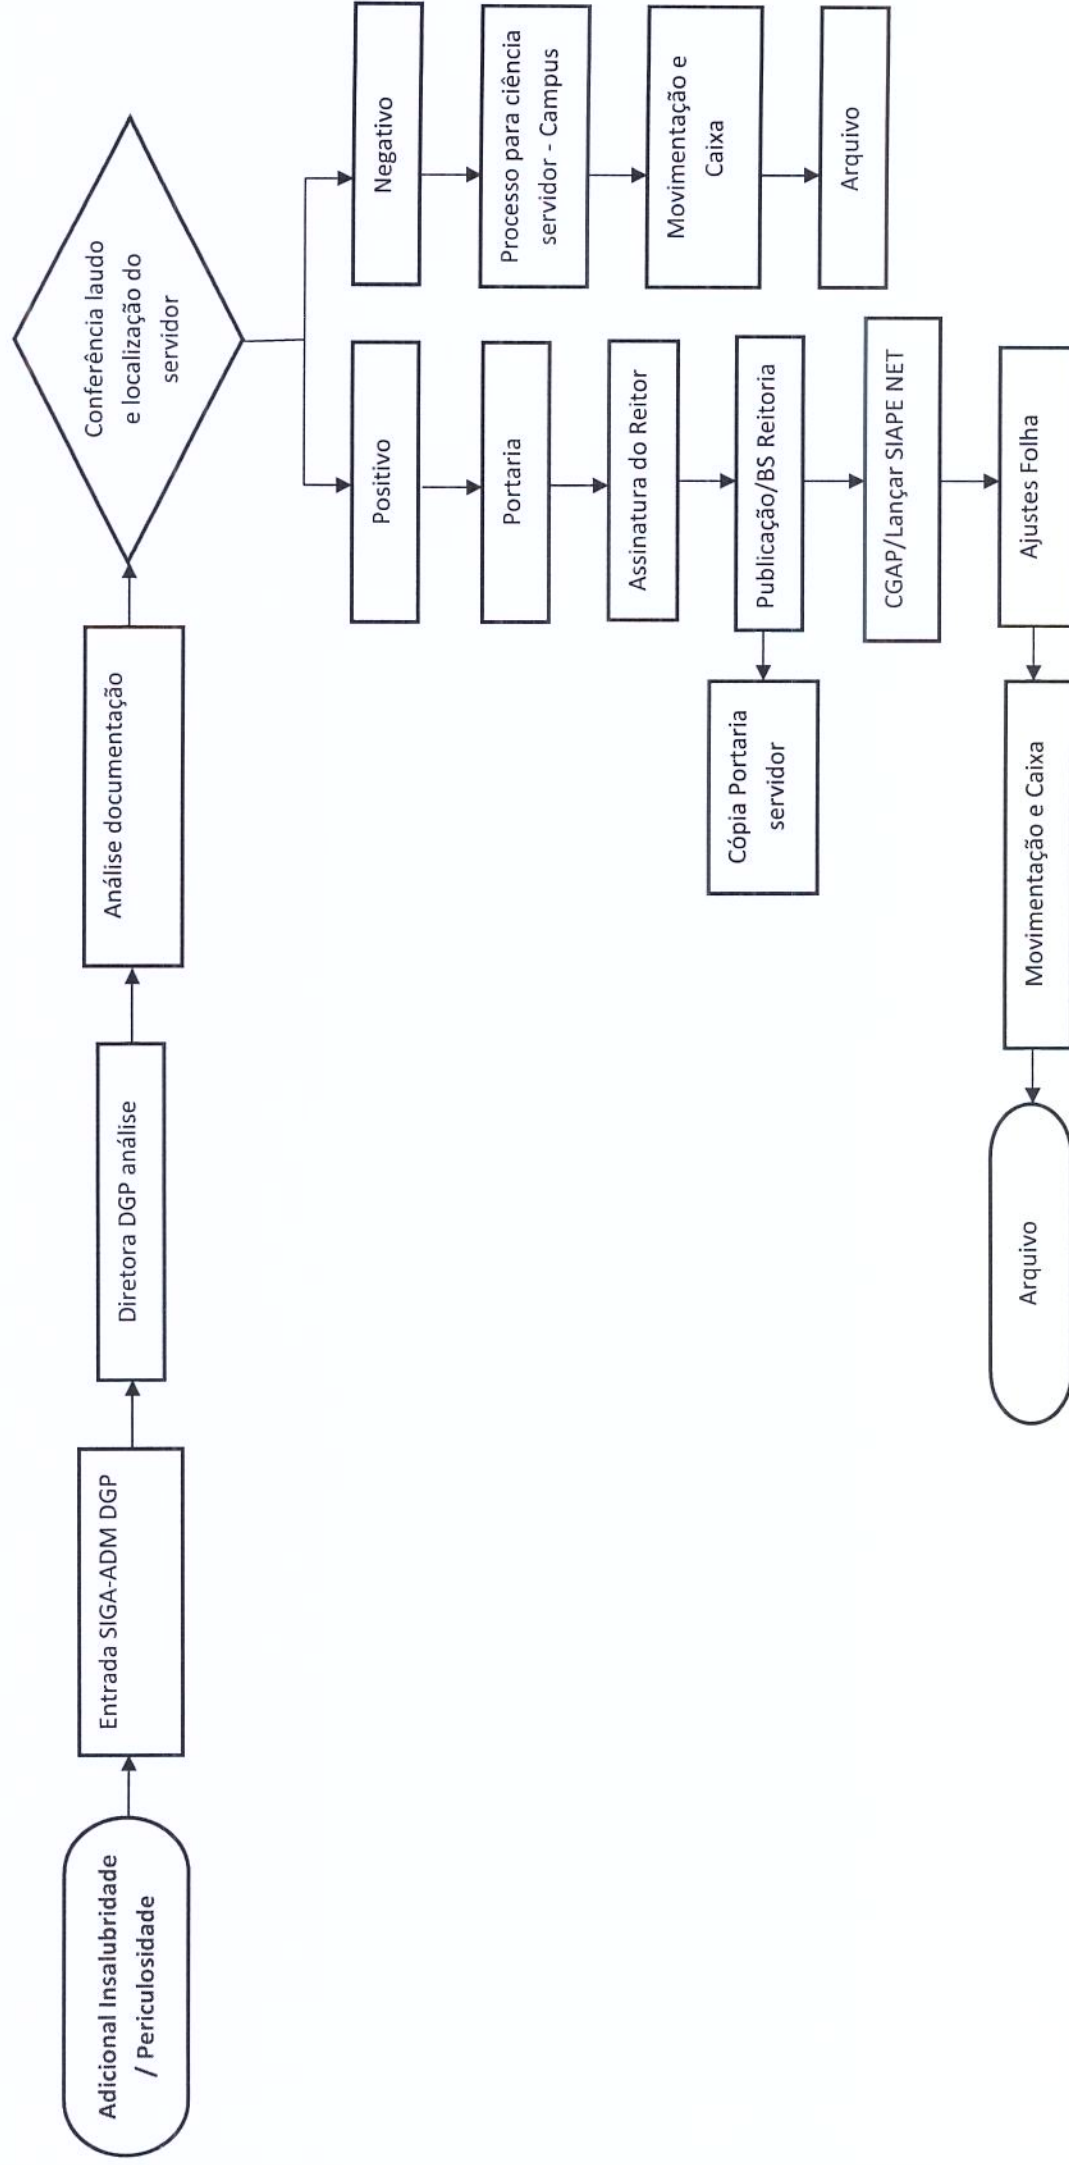 Adicional Insalubridade
/ Periculosidade
Entrada SIGA-ADM DGP
Diretora DGP análise
Análise documentação
Conferência laudo
e localização do
servidor
Positivo
Portaria
Assinatura do Reitor
Publicação/BS Reitoria
Cópia Portaria
servidor
CGAP/Lançar SIAPE NET
Ajustes Folha
Movimentação e Caixa
Arquivo
Negativo
Processo para ciência
servidor - Campus
Movimentação e
Caixa
Arquivo